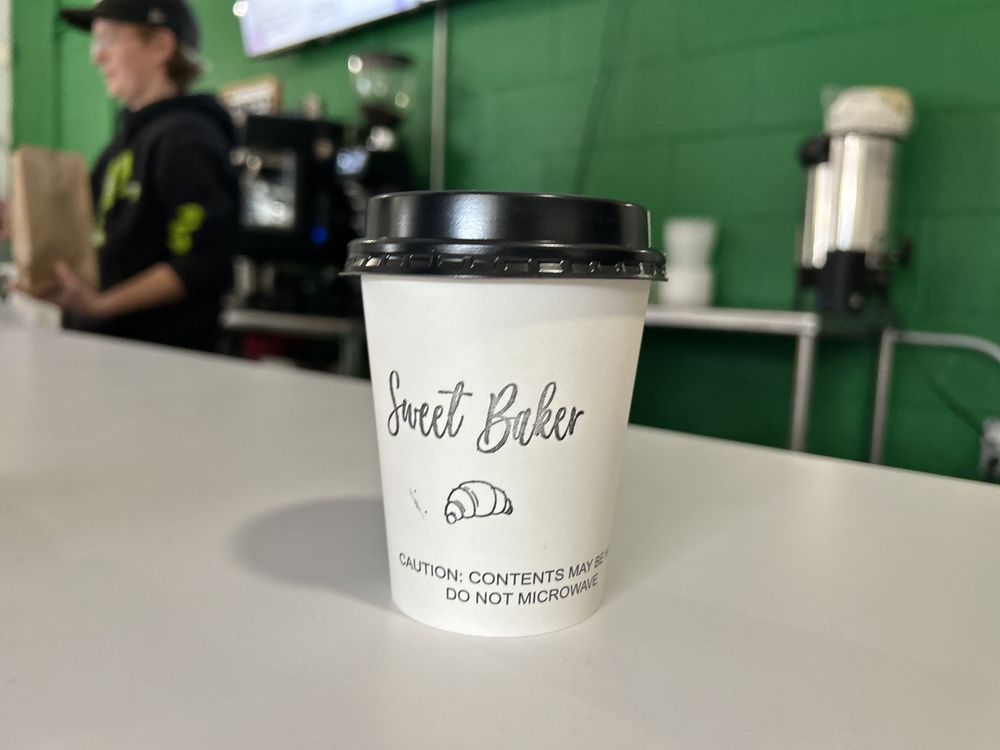 Sweet Baker
CAUTION: CONTENTS MAY BE
DO NOT MICROWAVE